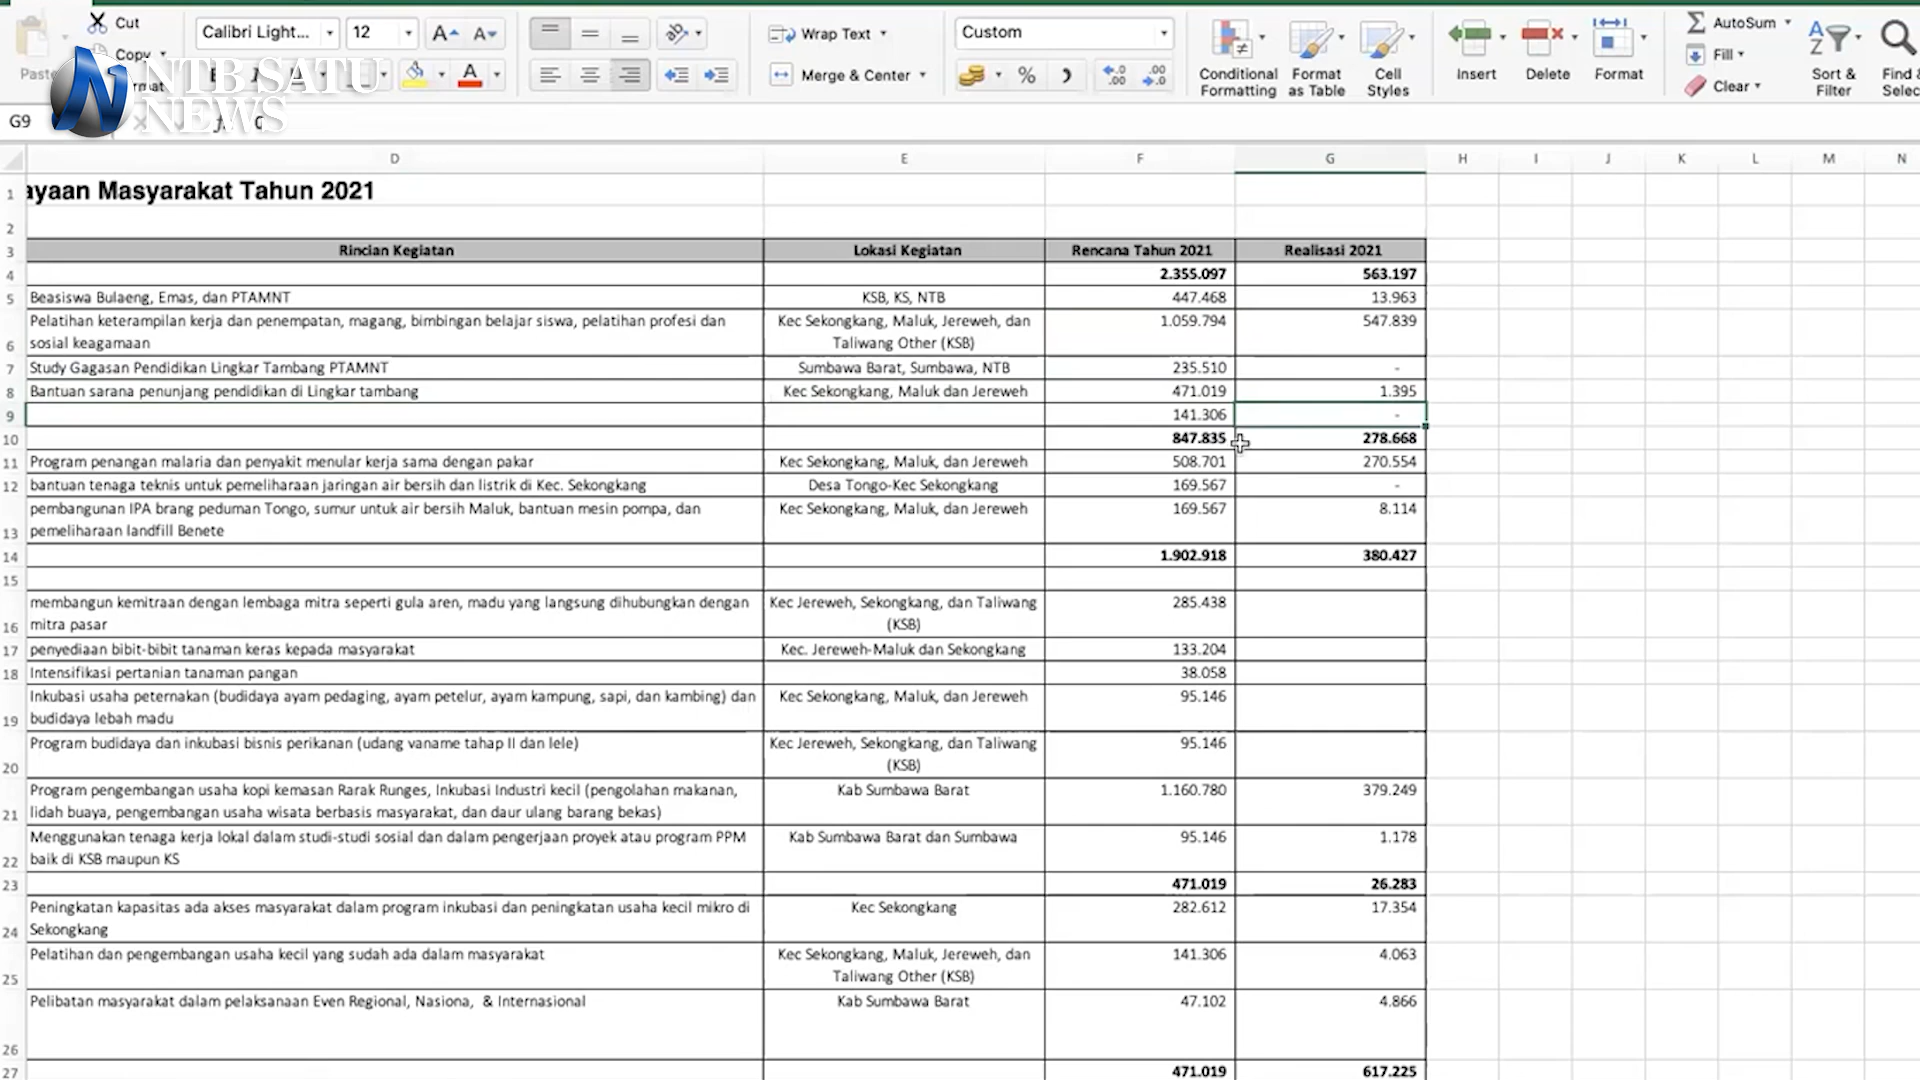 Cut
Calibri Light...
12
A
A
Wrap Text
Custom
AutoSum
Copy
Fill
Merge & Center
%
Conditional Formatting
Format as Table
Cell Styles
Insert
Delete
Format
Clear
Sort & Filter
NTB SATU
NEWS
G9
D E F G H I J K L M N
1 ayaan Masyarakat Tahun 2021
2
3 Rincian Kegiatan Lokasi Kegiatan Rencana Tahun 2021 Realisasi 2021
4 2.355.097 563.197
5 Beasiswa Bulaeng, Emas, dan PTAMNT KSB, KS, NTB 447.468 13.963
Pelatihan keterampilan kerja dan penempatan, magang, bimbingan belajar siswa, pelatihan profesi dan Kec Sekongkang, Maluk, Jereweh, dan 1.059.794 547.839
6 sosial keagamaan Taliwang Other (KSB)
7 Study Gagasan Pendidikan Lingkar Tambang PTAMNT Sumbawa Barat, Sumbawa, NTB 235.510 -
8 Bantuan sarana penunjang pendidikan di Lingkar tambang Kec Sekongkang, Maluk dan Jereweh 471.019 1.395
9 141.306 -
10 847.835 278.668
11 Program penangan malaria dan penyakit menular kerja sama dengan pakar Kec Sekongkang, Maluk, dan Jereweh 508.701 270.554
12 bantuan tenaga teknis untuk pemeliharaan jaringan air bersih dan listrik di Kec. Sekongkang Desa Tongo-Kec Sekongkang 169.567 -
pembangunan IPA brang peduman Tongo, sumur untuk air bersih Maluk, bantuan mesin pompa, dan Kec Sekongkang, Maluk, dan Jereweh 169.567 8.114
13 pemeliharaan landfill Benete
14 1.902.918 380.427
15
membangun kemitraan dengan lembaga mitra seperti gula aren, madu yang langsung dihubungkan dengan Kec Jereweh, Sekongkang, dan Taliwang 285.438
16 mitra pasar (KSB)
17 penyediaan bibit-bibit tanaman keras kepada masyarakat Kec. Jereweh-Maluk dan Sekongkang 133.204
18 Intensifikasi pertanian tanaman pangan 38.058
Inkubasi usaha peternakan (budidaya ayam pedaging, ayam petelur, ayam kampung, sapi, dan kambing) dan Kec Sekongkang, Maluk, dan Jereweh 95.146
19 budidaya lebah madu
Program budidaya dan inkubasi bisnis perikanan (udang vaname tahap II dan lele) Kec Jereweh, Sekongkang, dan Taliwang 95.146
20 (KSB)
Program pengembangan usaha kopi kemasan Rarak Runges, Inkubasi Industri kecil (pengolahan makanan, Kab Sumbawa Barat 1.160.780 379.249
21 lidah buaya, pengembangan usaha wisata berbasis masyarakat, dan daur ulang barang bekas)
Menggunakan tenaga kerja lokal dalam studi-studi sosial dan dalam pengerjaan proyek atau program PPM Kab Sumbawa Barat dan Sumbawa 95.146 1.178
22 baik di KSB maupun KS
23 471.019 26.283
Peningkatan kapasitas ada akses masyarakat dalam program inkubasi dan peningkatan usaha kecil mikro di Kec Sekongkang 282.612 17.354
24 Sekongkang
Pelatihan dan pengembangan usaha kecil yang sudah ada dalam masyarakat Kec Sekongkang, Maluk, Jereweh, dan 141.306 4.063
25 Taliwang Other (KSB)
Pelibatan masyarakat dalam pelaksanaan Even Regional, Nasiona, & Internasional Kab Sumbawa Barat 47.102 4.866
26
27 471.019 617.225